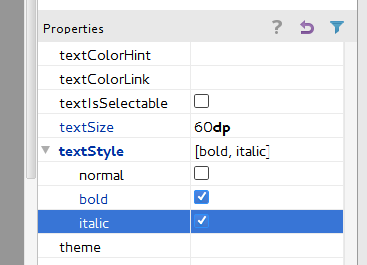 Properties ?
textColorHint
textColorLink
textIsSelectable
textSize 60dp
textStyle [bold, italic]
normal
bold
italic
theme